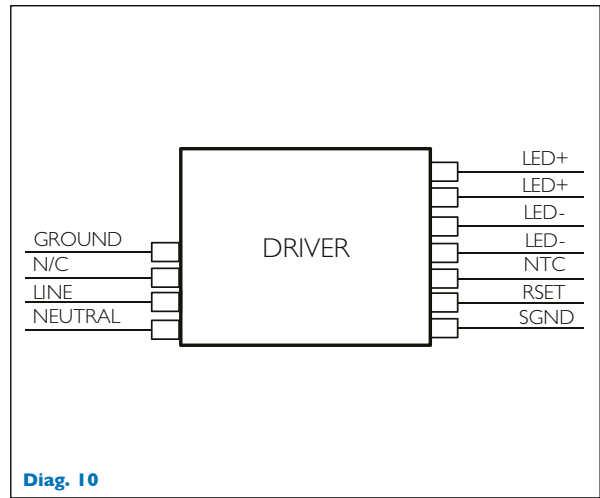 GROUND
N/C
LINE
NEUTRAL
DRIVER
LED+
LED+
LED-
LED-
NTC
RSET
SGND
Diag. 10